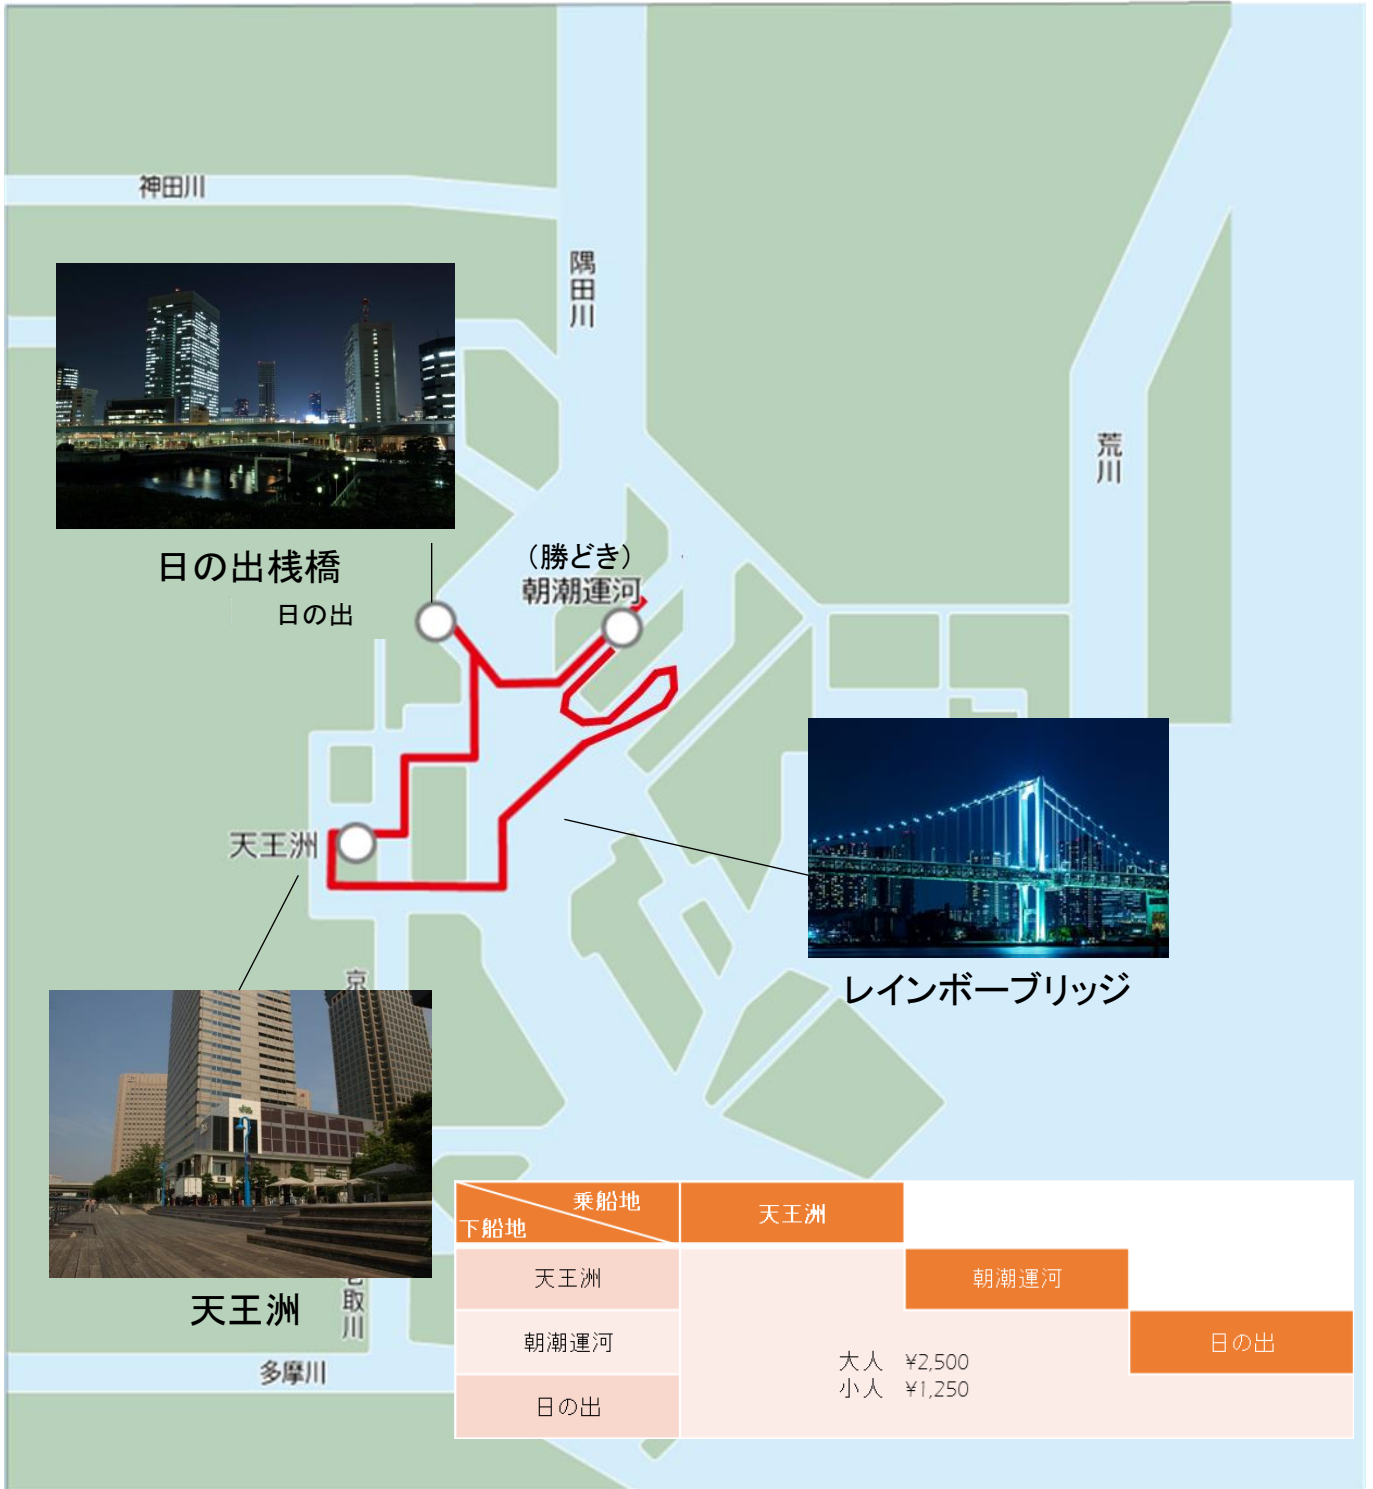 神田川
隅田川
荒川
日の出桟橋
日の出
（勝どき）
朝潮運河
天王洲
レインボーブリッジ
京
天王洲
取川
多摩川
乗船地
下船地
天王洲
天王洲
朝潮運河
朝潮運河
日の出
日の出
大人 ¥2,500
小人 ¥1,250